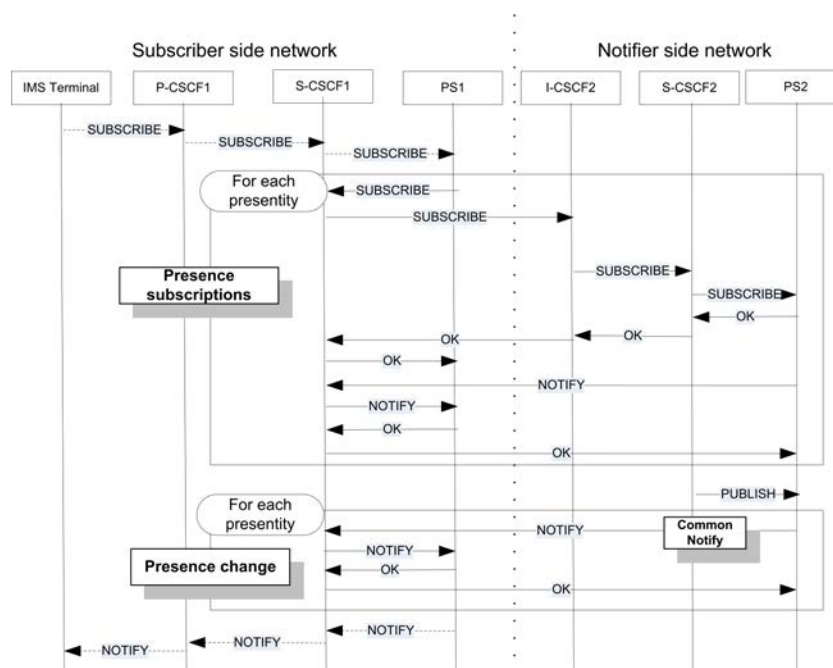 Subscriber side network
Notifier side network
IMS Terminal
P-CSCF1
S-CSCF1
PS1
I-CSCF2
S-CSCF2
PS2
SUBSCRIBE
SUBSCRIBE
SUBSCRIBE
For each
presentity
SUBSCRIBE
SUBSCRIBE
SUBSCRIBE
Presence
subscriptions
SUBSCRIBE
OK
OK
OK
OK
NOTIFY
NOTIFY
OK
OK
PUBLISH
For each
presentity
NOTIFY
Common
Notify
NOTIFY
Presence change
OK
OK
NOTIFY
NOTIFY
NOTIFY